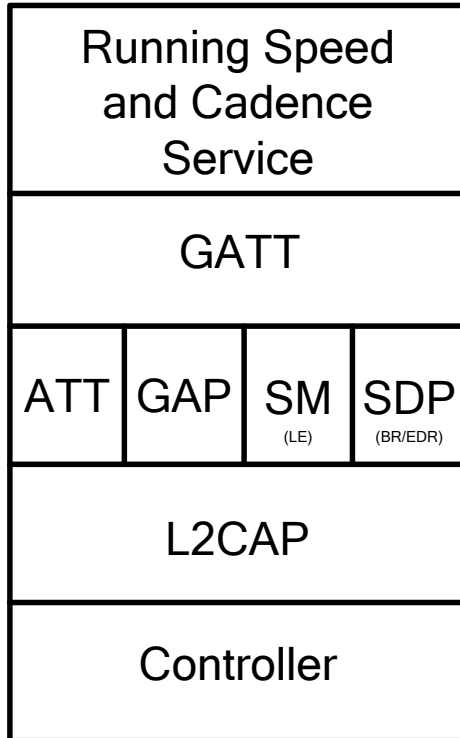 Running Speed
and Cadence
Service
GATT
ATT GAP SM SDP
(LE) (BR/EDR)
L2CAP
Controller